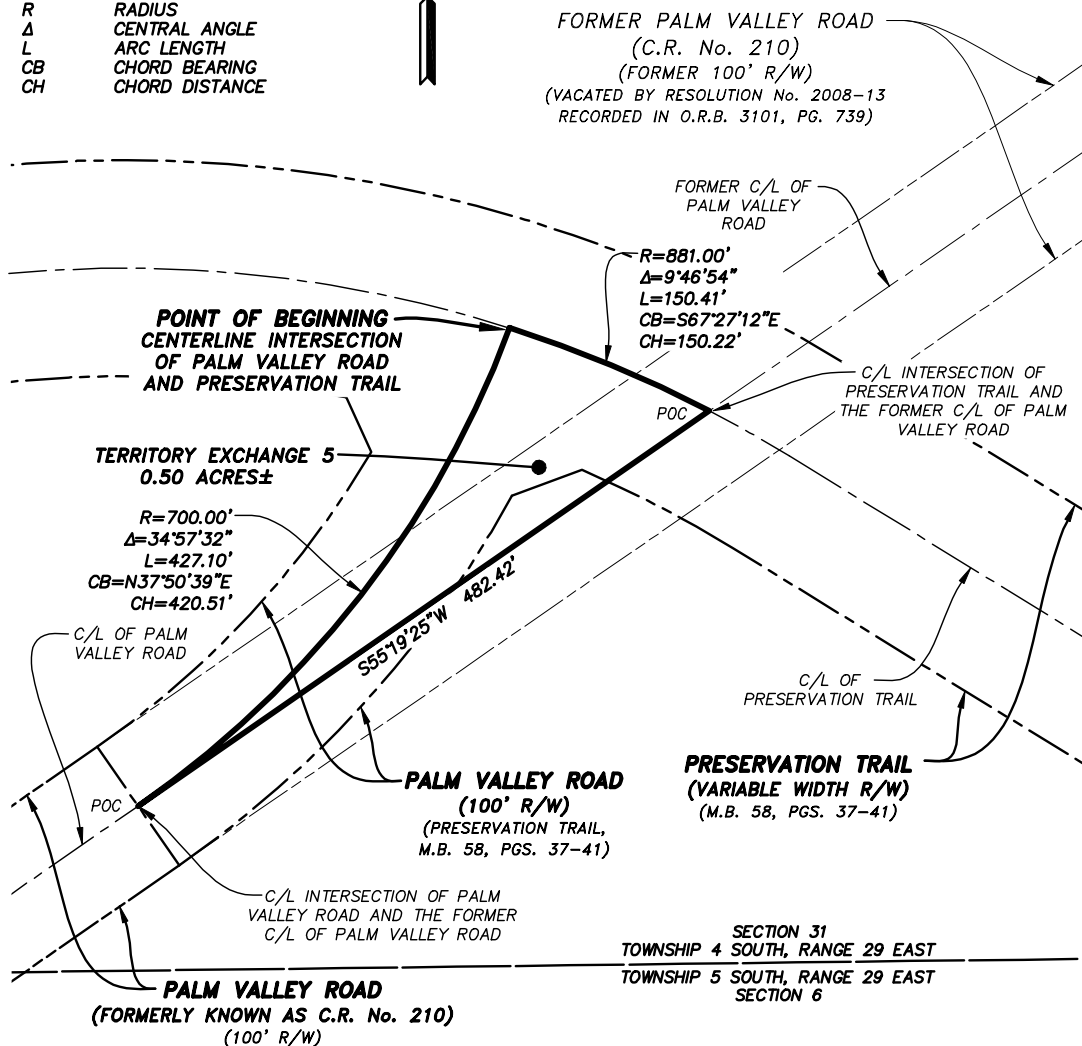 R RADIUS
Δ CENTRAL ANGLE
L ARC LENGTH
CB CHORD BEARING
CH CHORD DISTANCE
FORMER PALM VALLEY ROAD
(C.R. No. 210)
(FORMER 100' R/W)
(VACATED BY RESOLUTION No. 2008-13
RECORDED IN O.R.B. 3101, PG. 739)
FORMER C/L OF
PALM VALLEY
ROAD
R=881.00'
Δ=9°46'54"
L=150.41'
CB=S67°27'12"E
CH=150.22'
POINT OF BEGINNING
CENTERLINE INTERSECTION
OF PALM VALLEY ROAD
AND PRESERVATION TRAIL
C/L INTERSECTION OF
PRESERVATION TRAIL AND
THE FORMER C/L OF PALM
VALLEY ROAD
POC
TERRITORY EXCHANGE 5
0.50 ACRES±
R=700.00'
Δ=34°57'32"
L=427.10'
CB=N37°50'39"E
CH=420.51'
S55°19'25"W 482.42'
C/L OF PALM
VALLEY ROAD
C/L OF
PRESERVATION TRAIL
POC
PALM VALLEY ROAD
(100' R/W)
(PRESERVATION TRAIL,
M.B. 58, PGS. 37-41)
PRESERVATION TRAIL
(VARIABLE WIDTH R/W)
(M.B. 58, PGS. 37-41)
C/L INTERSECTION OF PALM
VALLEY ROAD AND THE FORMER
C/L OF PALM VALLEY ROAD
SECTION 31
TOWNSHIP 4 SOUTH, RANGE 29 EAST
TOWNSHIP 5 SOUTH, RANGE 29 EAST
SECTION 6
PALM VALLEY ROAD
(FORMERLY KNOWN AS C.R. No. 210)
(100' R/W)